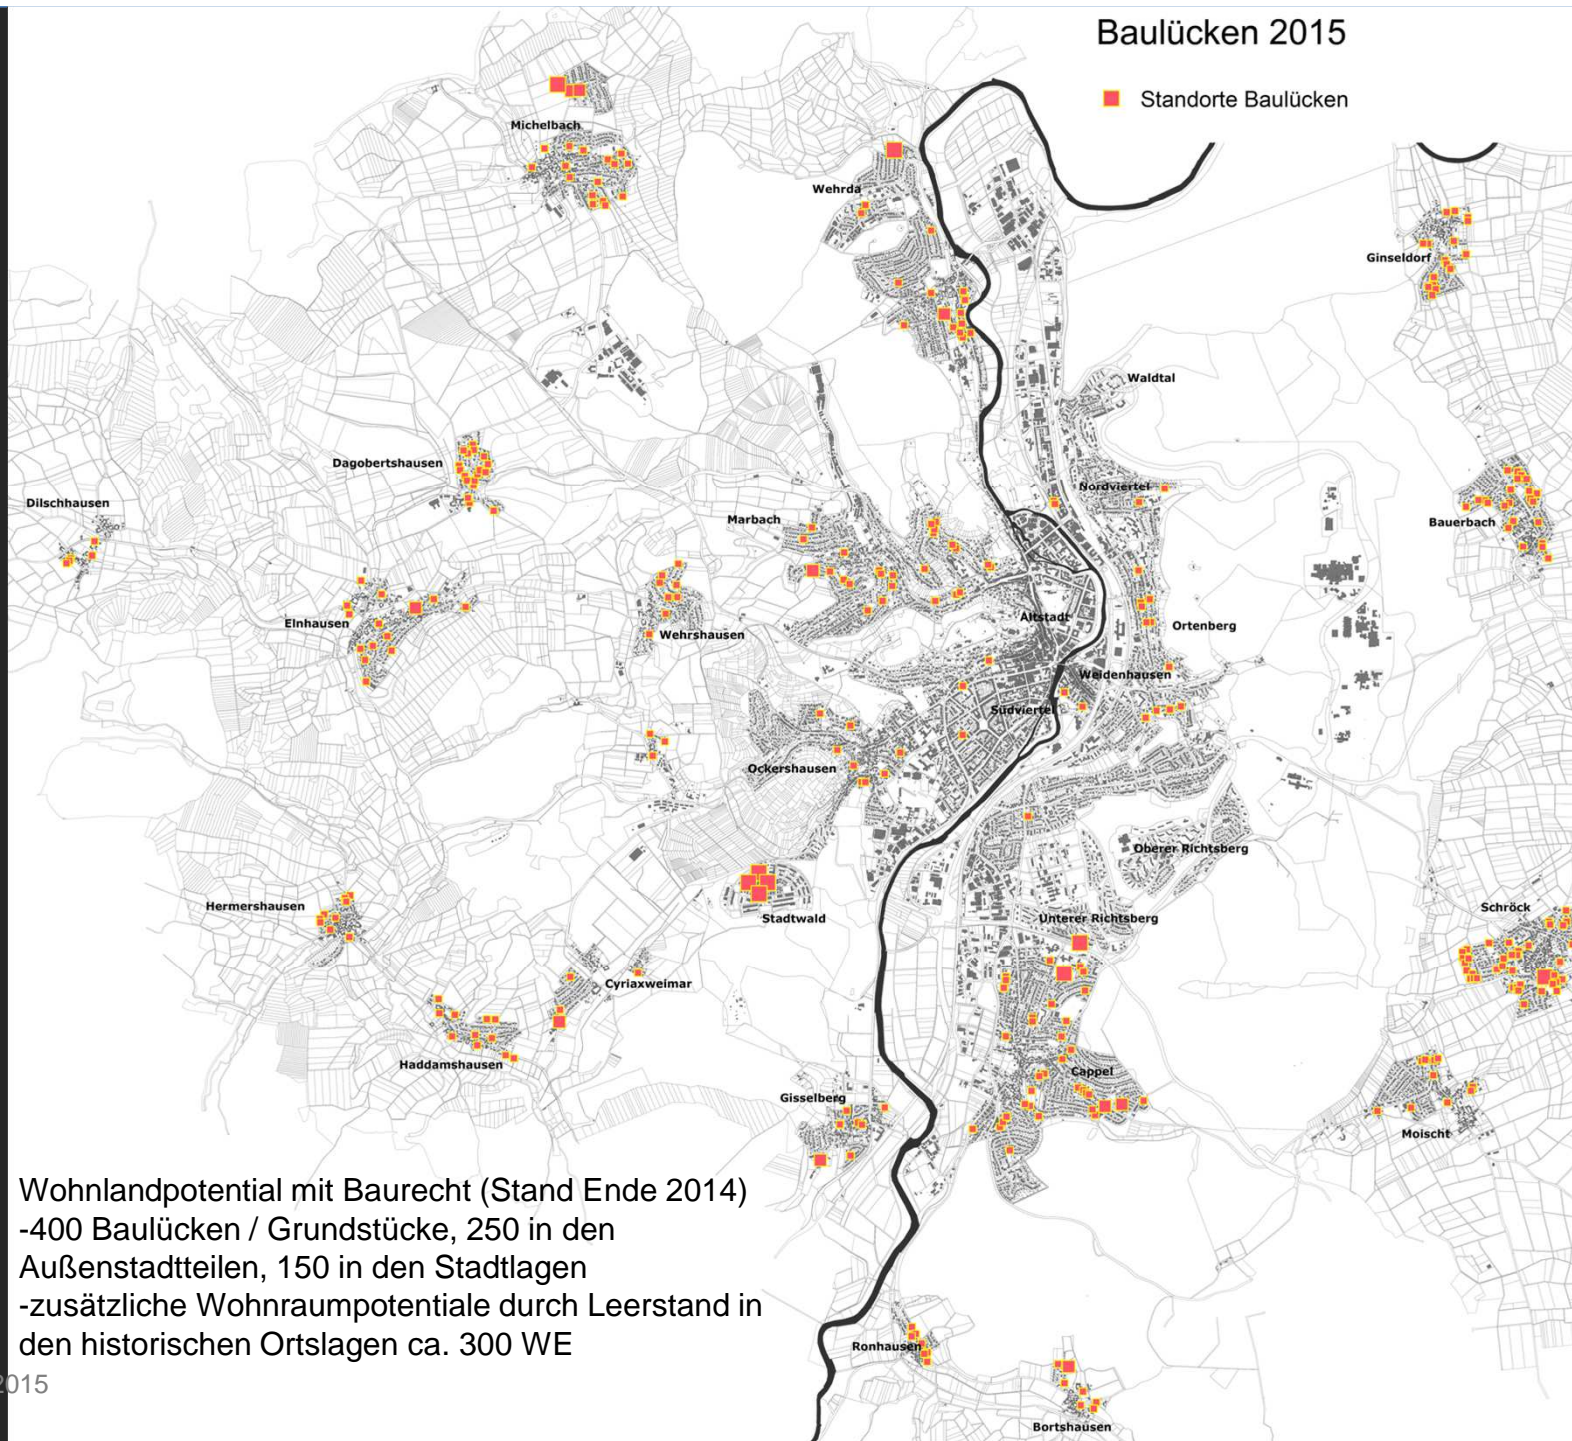 Baulücken 2015
Standorte Baulücken
Michelbach
Wehrda
Ginseldorf
Waldtal
Dagobertshausen
Nordviertel
Dilschhausen
Marbach
Bauerbach
Elnhausen
Wehrshausen
Altstadt
Ortenberg
Weidenhausen
Südviertel
Ockershausen
Oberer Richtsberg
Hermershausen
Stadtwald
Unterer Richtsberg
Schröck
Cyriaxweimar
Haddamshausen
Cappel
Gisselberg
Moischt
Wohnlandpotential mit Baurecht (Stand Ende 2014)
-400 Baulücken / Grundstücke, 250 in den
Außenstadtteilen, 150 in den Stadtlagen
-zusätzliche Wohnraumpotentiale durch Leerstand in
den historischen Ortslagen ca. 300 WE
Ronhausen
2015
Bortshausen